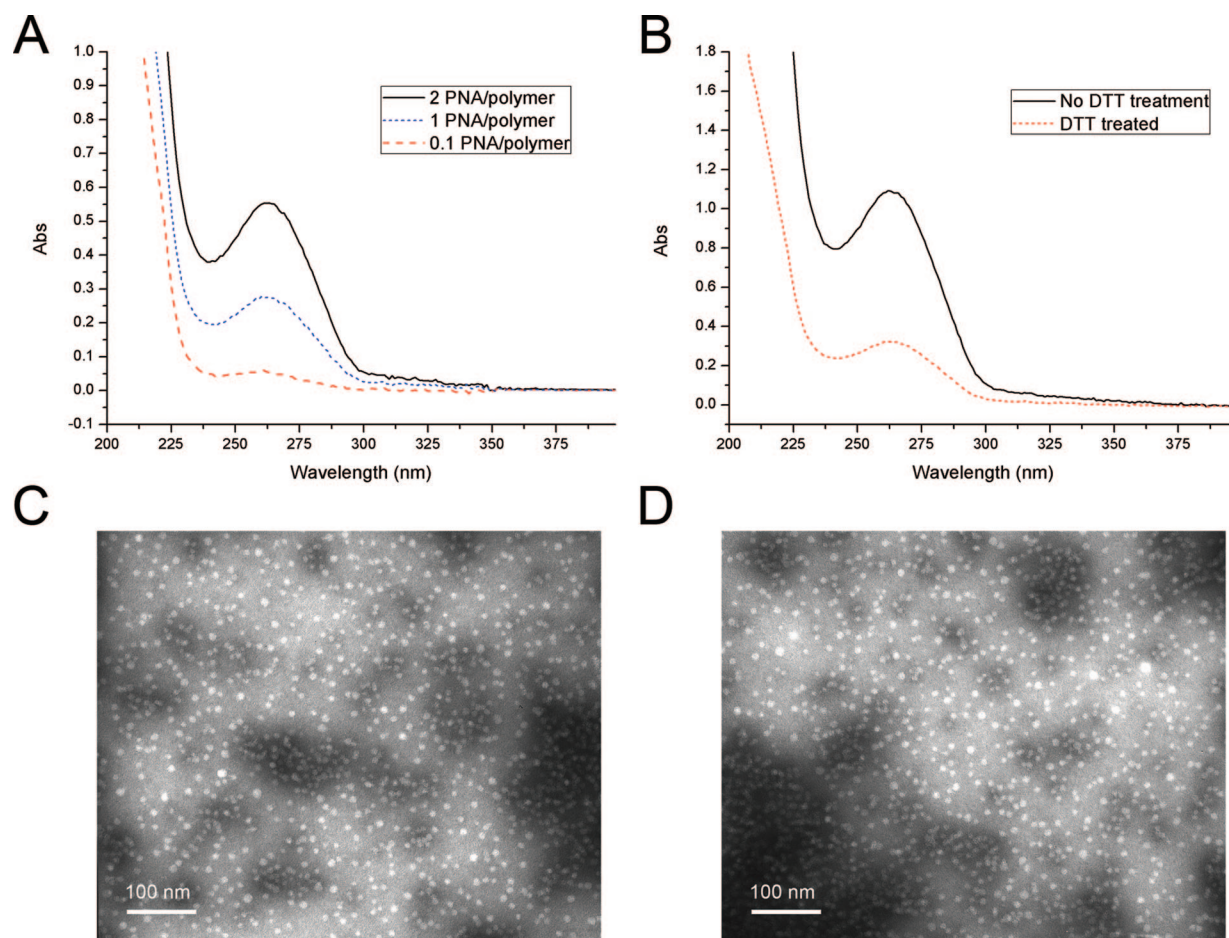 A
1.0
0.9
0.8
0.7
0.6
0.5
0.4
0.3
0.2
0.1
0.0
-0.1
Abs
2 PNA/polymer
1 PNA/polymer
0.1 PNA/polymer
200 225 250 275 300 325 350 375
Wavelength (nm)
B
1.8
1.6
1.4
1.2
1.0
0.8
0.6
0.4
0.2
0.0
Abs
No DTT treatment
DTT treated
200 225 250 275 300 325 350 375
Wavelength (nm)
C
100 nm
D
100 nm